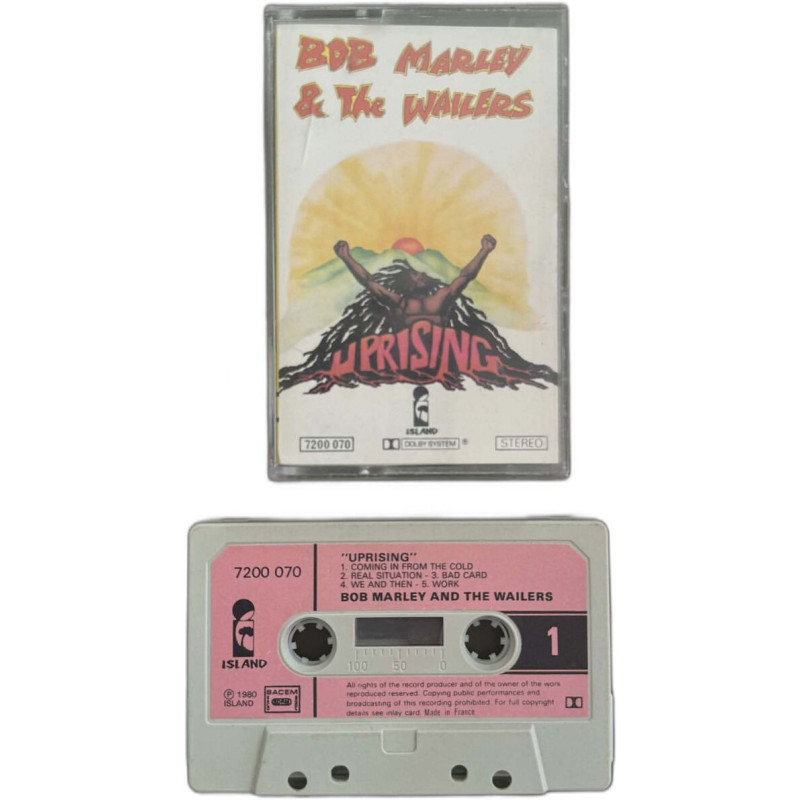 BOB MARLEY
& The WAILERS
UPRISING
ISLAND
7200 070
DOLBY SYSTEM ®
STEREO
7200 070
"UPRISING"
1. COMING IN FROM THE COLD
2. REAL SITUATION - 3. BAD CARD
4. WE AND THEN - 5. WORK
BOB MARLEY AND THE WAILERS
ISLAND
1
100 50 0
℗ 1980
ISLAND
SACEM
All rights of the record producer and of the owner of the work
reproduced reserved. Copying public performances and
broadcasting of this recording prohibited. For full copyright
details see inlay card. Made in France